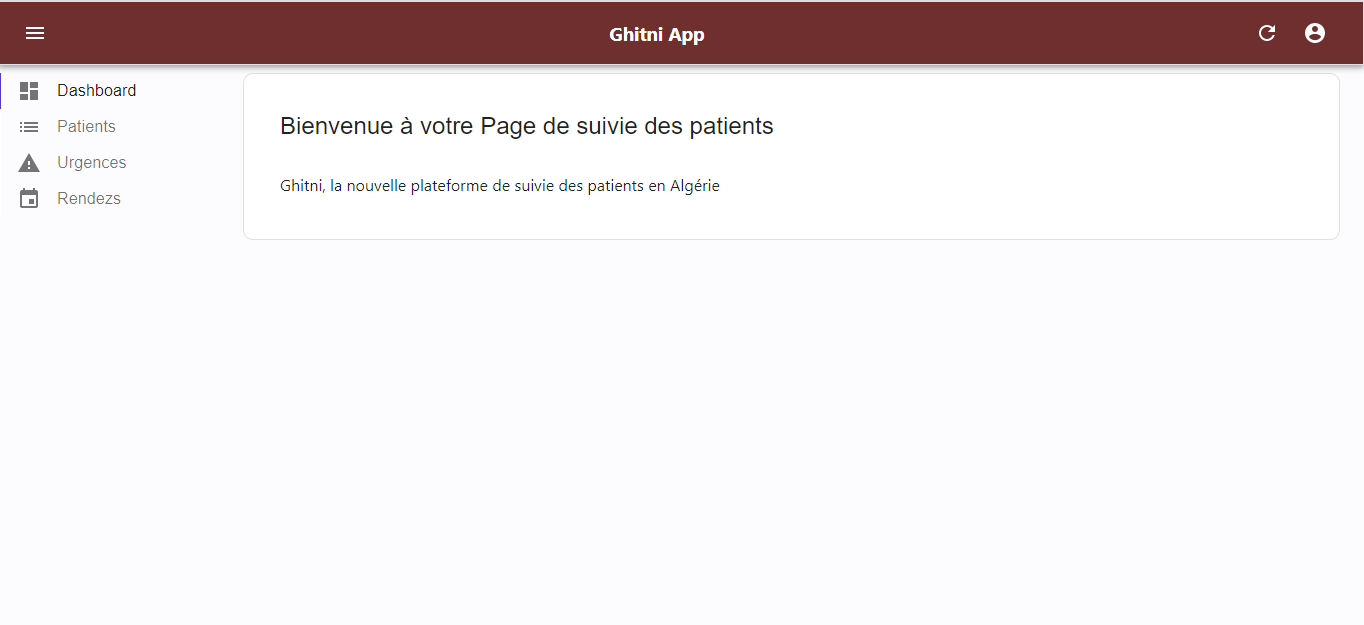 Ghitni App
Dashboard
Patients
Urgences
Rendezs
Bienvenue à votre Page de suivie des patients
Ghitni, la nouvelle plateforme de suivie des patients en Algérie